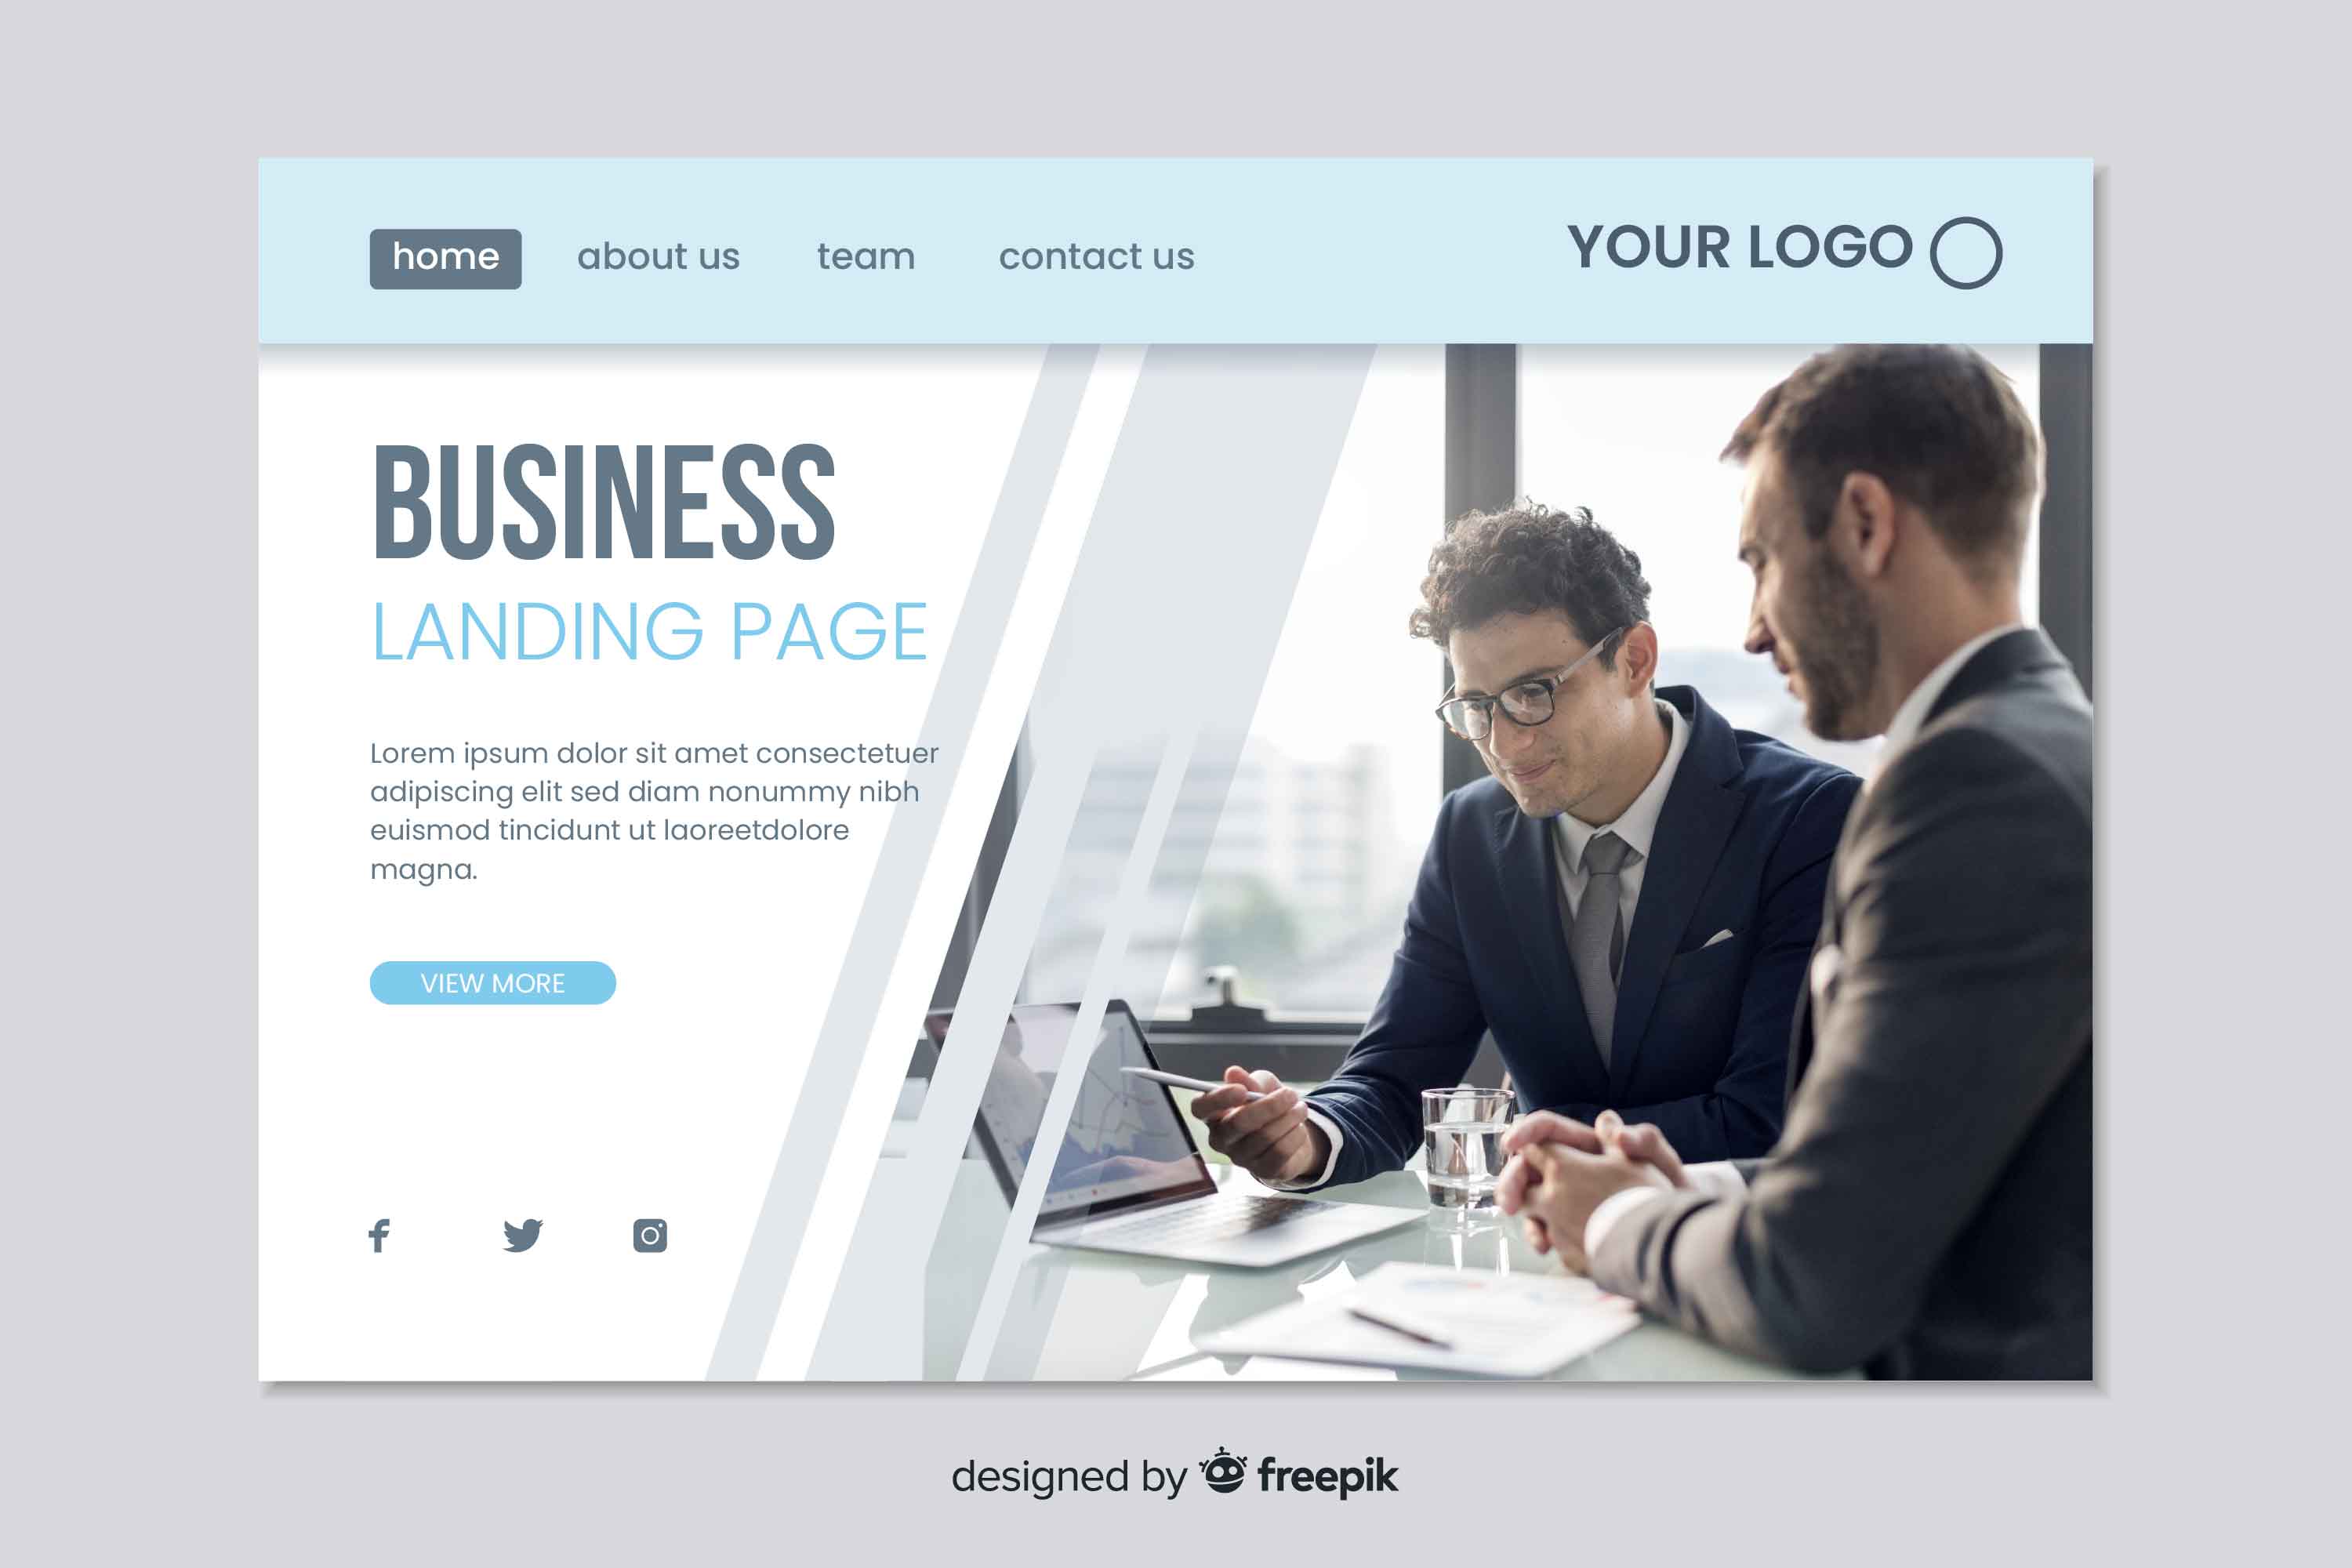 home
about us
team
contact us
YOUR LOGO
BUSINESS
LANDING PAGE
Lorem ipsum dolor sit amet consectetuer
adipiscing elit sed diam nonummy nibh
euismod tincidunt ut laoreetdolore
magna.
VIEW MORE
designed by freepik